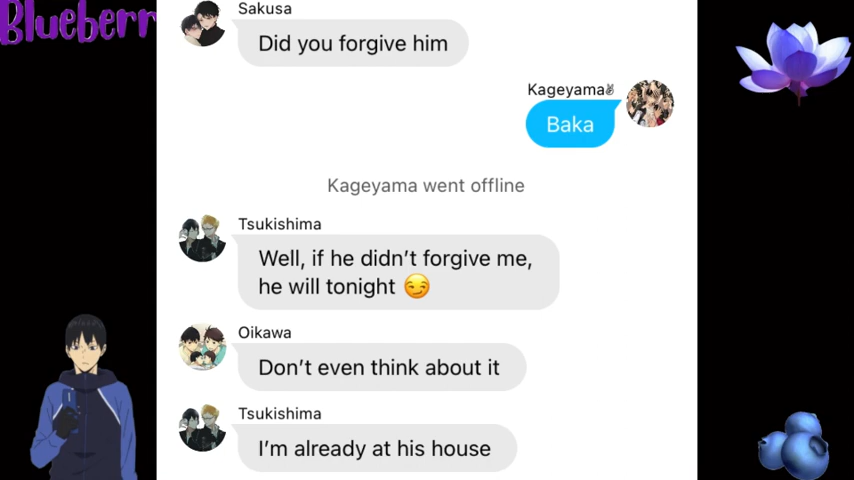 Blueberr
Sakusa
Did you forgive him
Kageyama✌
Baka
Kageyama went offline
Tsukishima
Well, if he didn't forgive me,
he will tonight 😏
Oikawa
Don't even think about it
Tsukishima
I'm already at his house